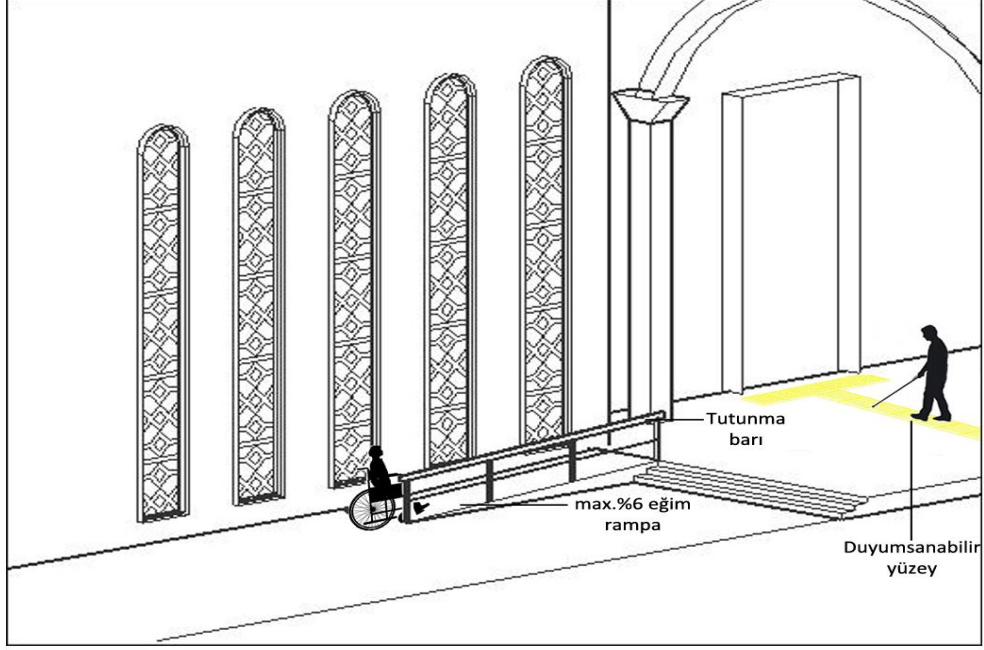 Tutunma
barı
max.%6 eğim
rampa
Duyumsanabilir
yüzey